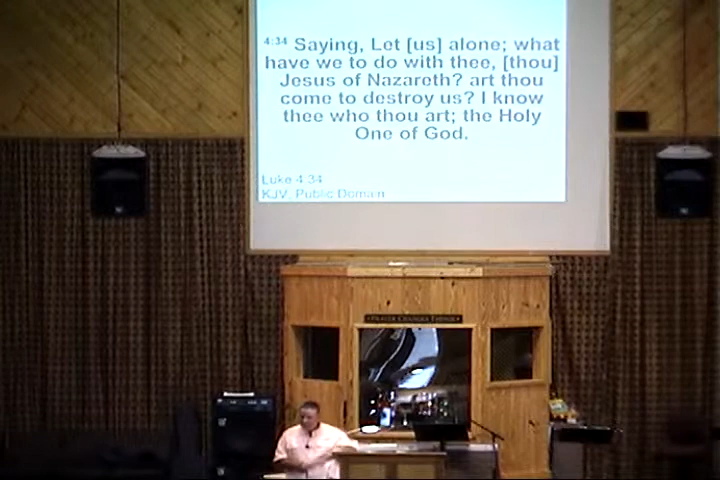 4:34 Saying, Let [us] alone; what
have we to do with thee, [thou]
Jesus of Nazareth? art thou
come to destroy us? I know
thee who thou art; the Holy
One of God.
Luke 4:34
KJV, Public Domain
PRAYER CHANGES THINGS